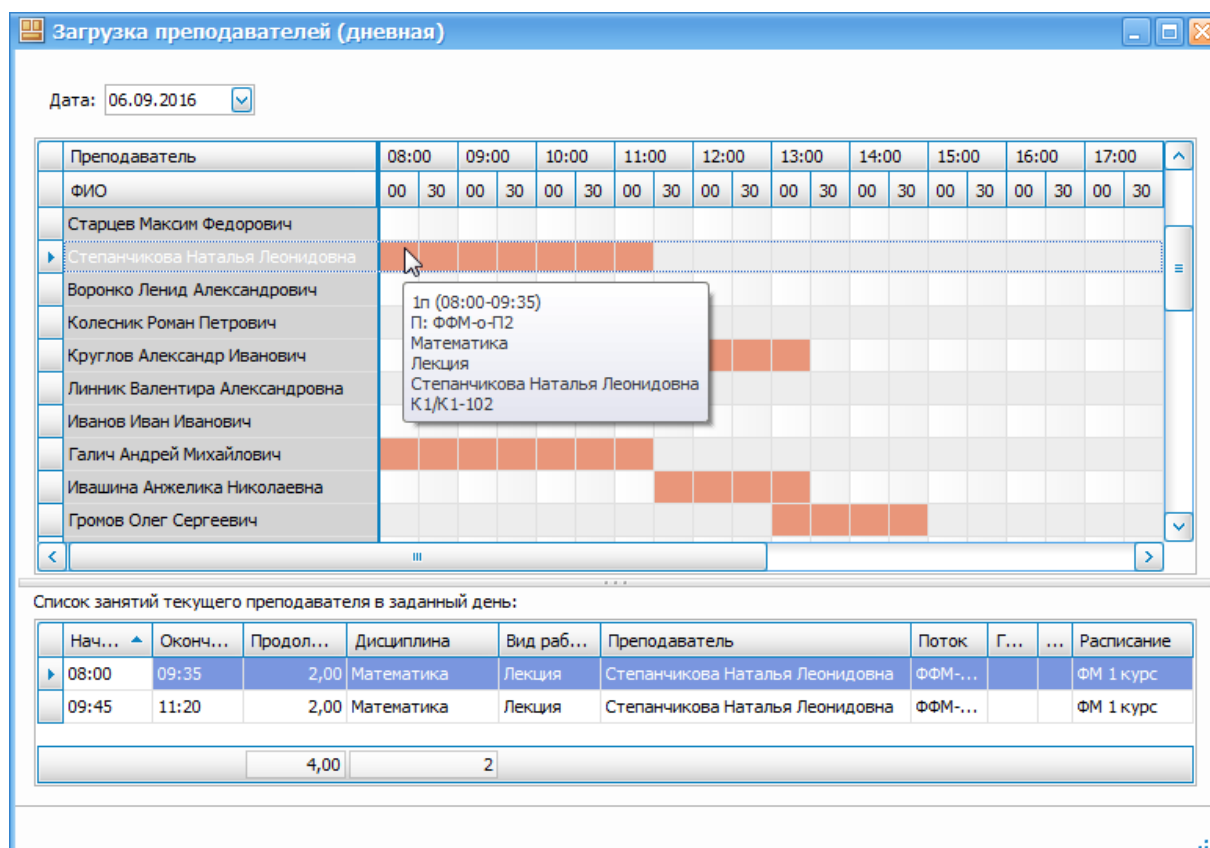 Загрузка преподавателей (дневная)
Дата: 06.09.2016
Преподаватель 08:00 09:00 10:00 11:00 12:00 13:00 14:00 15:00 16:00 17:00
ФИО 00 30 00 30 00 30 00 30 00 30 00 30 00 30 00 30 00 30 00 30
Старцев Максим Федорович
Степанчикова Наталья Леонидовна
Воронко Ленид Александрович
Колесник Роман Петрович
Круглов Александр Иванович
Линник Валентира Александровна
Иванов Иван Иванович
Галич Андрей Михайлович
Ивашина Анжелика Николаевна
Громов Олег Сергеевич
1п (08:00-09:35)
П: ФФМ-о-П2
Математика
Лекция
Степанчикова Наталья Леонидовна
К1/К1-102
Список занятий текущего преподавателя в заданный день:
Нач... Оконч... Продол... Дисциплина Вид раб... Преподаватель Поток Г... ... Расписание
08:00 09:35 2,00 Математика Лекция Степанчикова Наталья Леонидовна ФФМ-... ФМ 1 курс
09:45 11:20 2,00 Математика Лекция Степанчикова Наталья Леонидовна ФФМ-... ФМ 1 курс
4,00 2